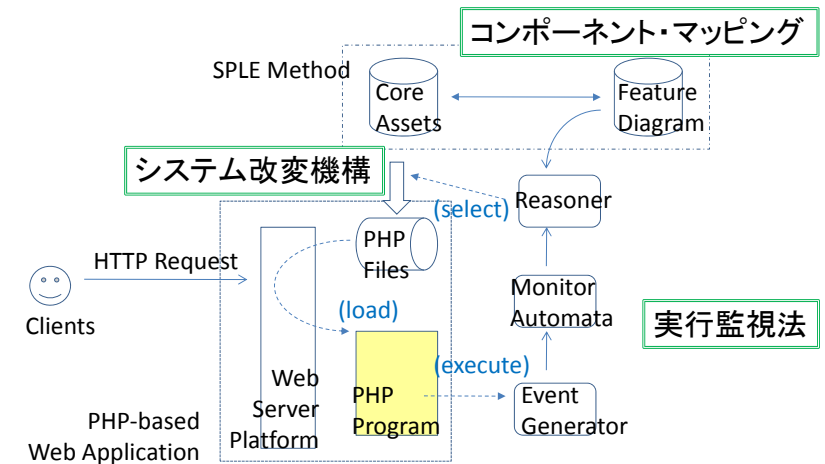 コンポーネント・マッピング
SPLE Method
Core
Assets
Feature
Diagram
システム改変機構
(select)
Reasoner
PHP
Files
HTTP Request
Clients
(load)
Monitor
Automata
実行監視法
(execute)
Web
Server
Platform
PHP
Program
Event
Generator
PHP-based
Web Application